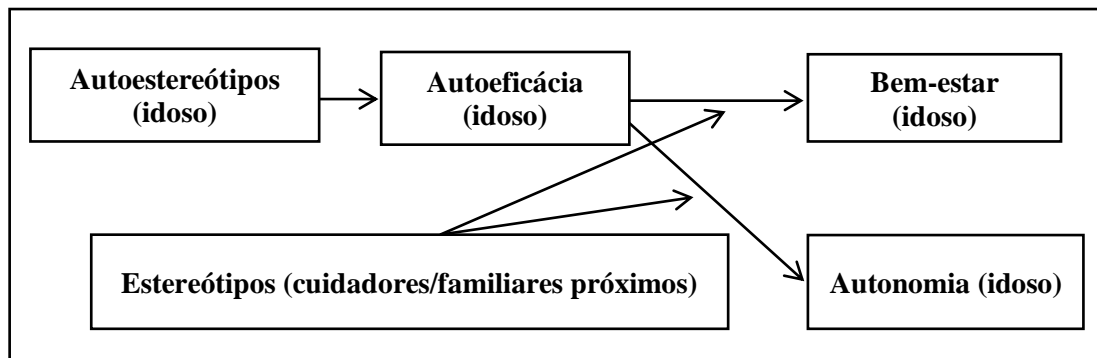 Autoestereótipos
(idoso)
Autoeficácia
(idoso)
Bem-estar
(idoso)
Estereótipos (cuidadores/familiares próximos)
Autonomia (idoso)